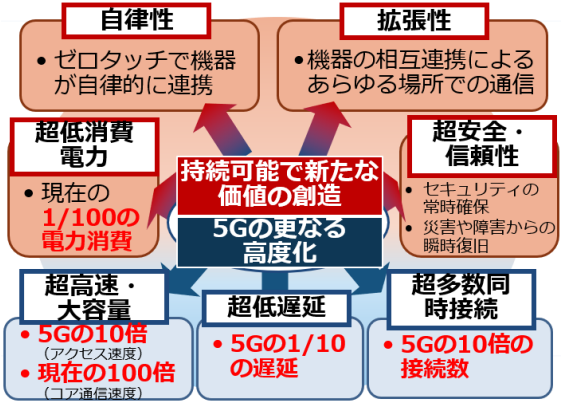 自律性
• ゼロタッチで機器
が自律的に連携
拡張性
• 機器の相互連携による
あらゆる場所での通信
超低消費
電力
• 現在の
1/100の
電力消費
持続可能で新たな
価値の創造
5Gの更なる
高度化
超安全・
信頼性
• セキュリティの
常時確保
• 災害や障害からの
瞬時復旧
超高速・
大容量
• 5Gの10倍
（アクセス速度）
• 現在の100倍
（コア通信速度）
超低遅延
• 5Gの1/10
の遅延
超多数同
時接続
• 5Gの10倍の
接続数